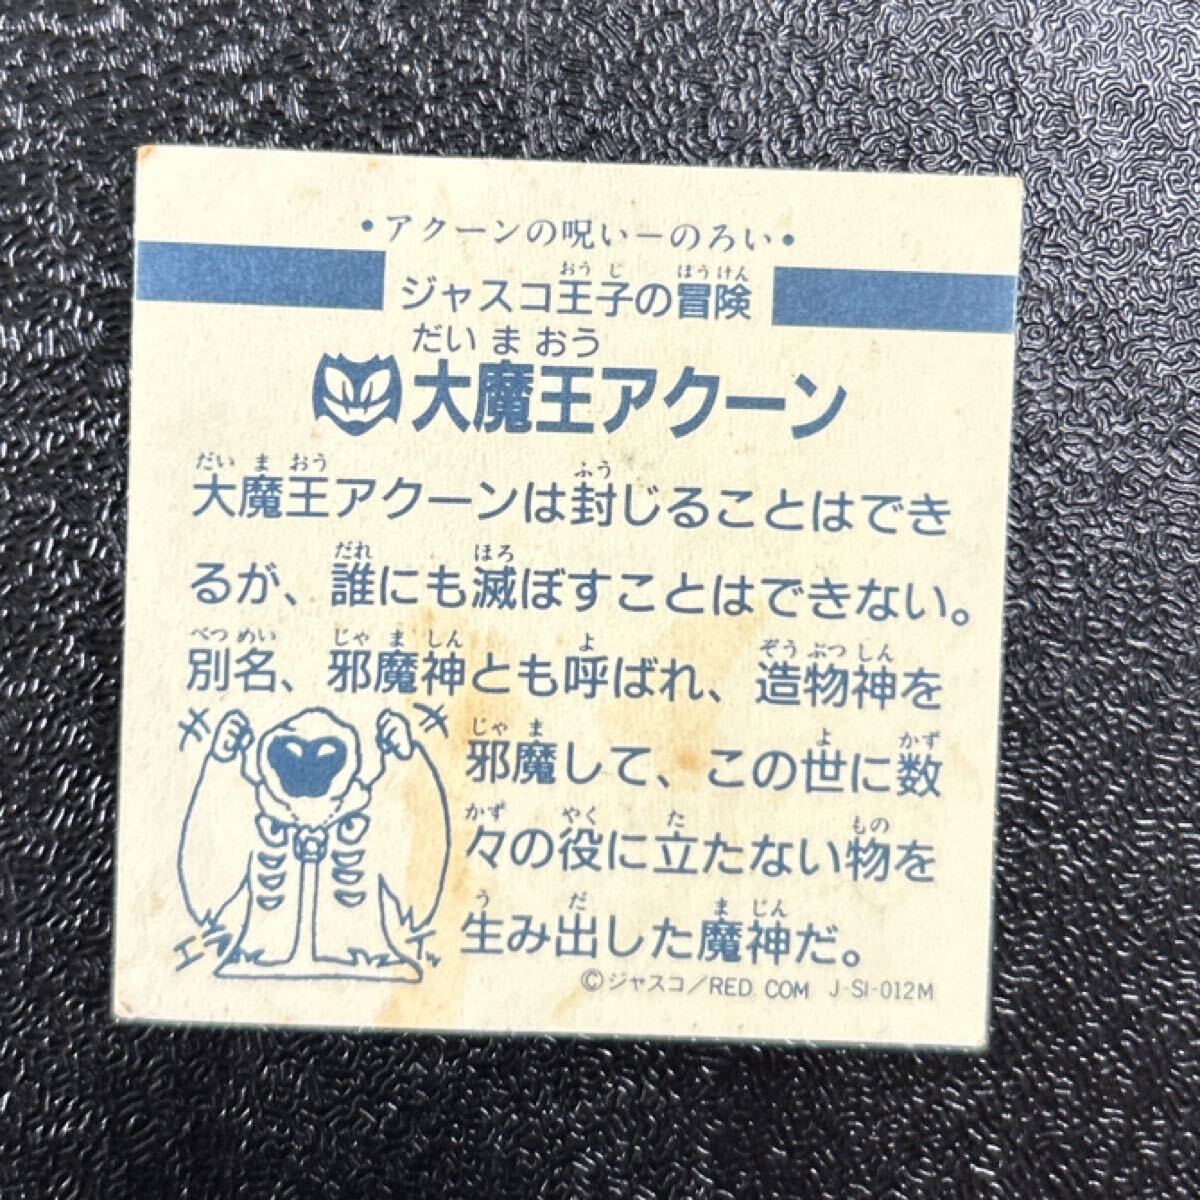 •アクーンの呪いーのろい•
おうじ ぼうけん
ジャスコ王子の冒険
だいまおう
大魔王アクーン
だいまおう ふう
大魔王アクーンは封じることはでき
だれ ほろ
るが、誰にも滅ぼすことはできない。
べつめい じゃましん よ ぞうぶつしん
別名、邪魔神とも呼ばれ、造物神を
じゃま よ かず
邪魔して、この世に数
かず やく た もの
々の役に立たない物を
う だ まじん
生み出した魔神だ。
エライ
©ジャスコ/RED COM J-SI-012M